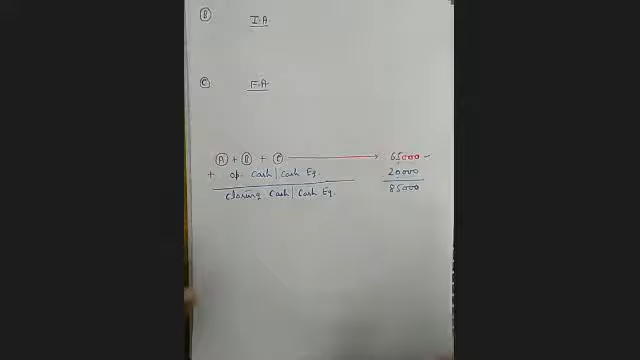 B I.A
C F.A
A + B + C → 65000 –
+ op. Cash | Cash Eq. 20000
Closing Cash | Cash Eq. 85000